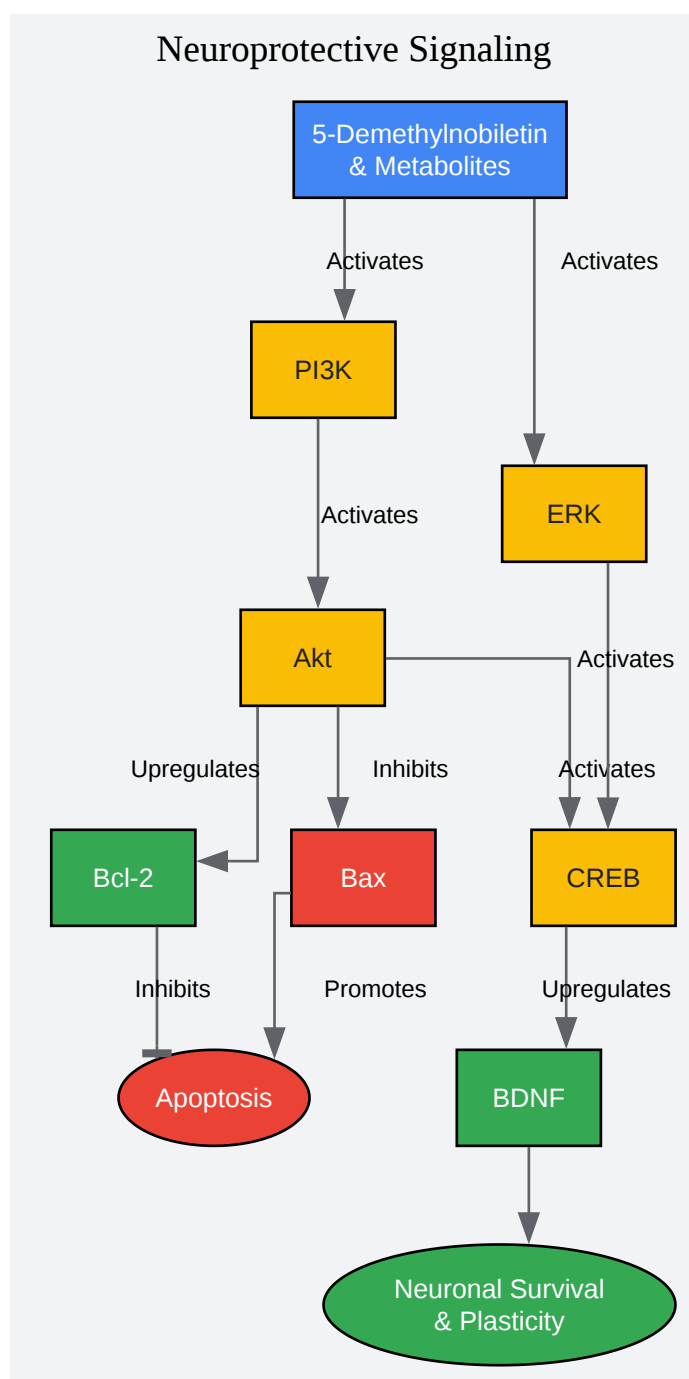 Neuroprotective Signaling
5-Demethylnobiletin
& Metabolites
Activates
Activates
PI3K
Activates
ERK
Akt
Activates
Upregulates
Inhibits
Activates
Bcl-2
Bax
CREB
Inhibits
Promotes
Upregulates
Apoptosis
BDNF
Neuronal Survival
& Plasticity